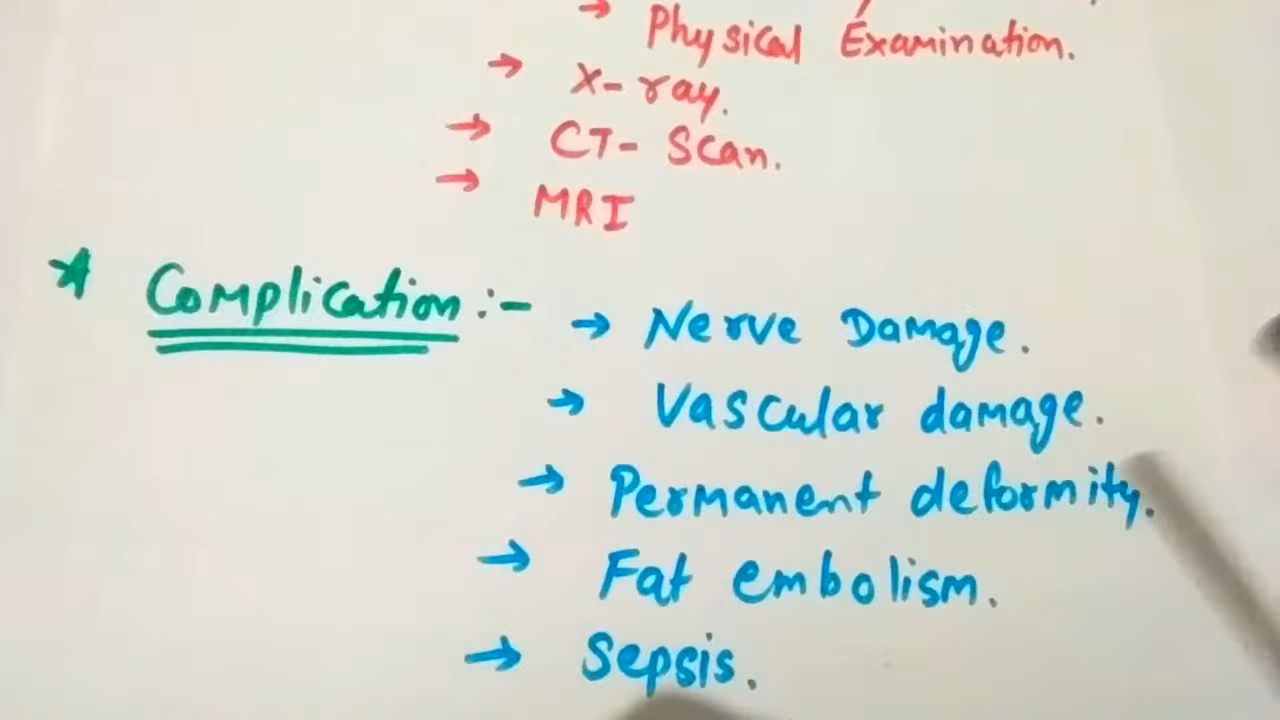 → Physical Examination.
→ X-ray.
→ CT-Scan.
→ MRI
* Complication :-
→ Nerve Damage.
→ Vascular damage.
→ Permanent deformity.
→ Fat embolism.
→ Sepsis.